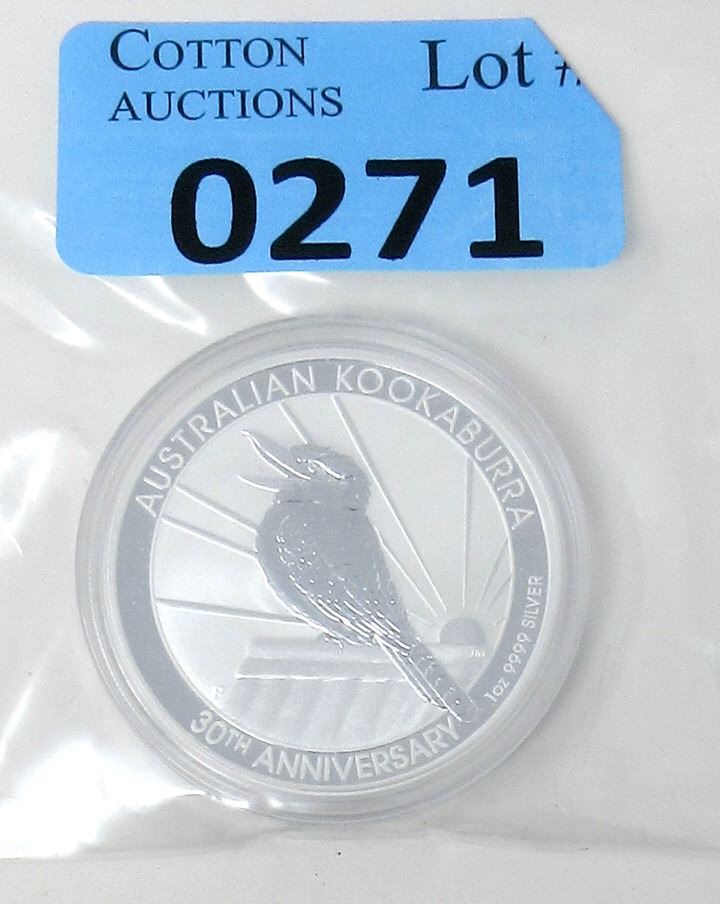 COTTON
AUCTIONS
Lot #
0271
AUSTRALIAN KOOKABURRA
1oz 9999 SILVER
30TH ANNIVERSARY
P